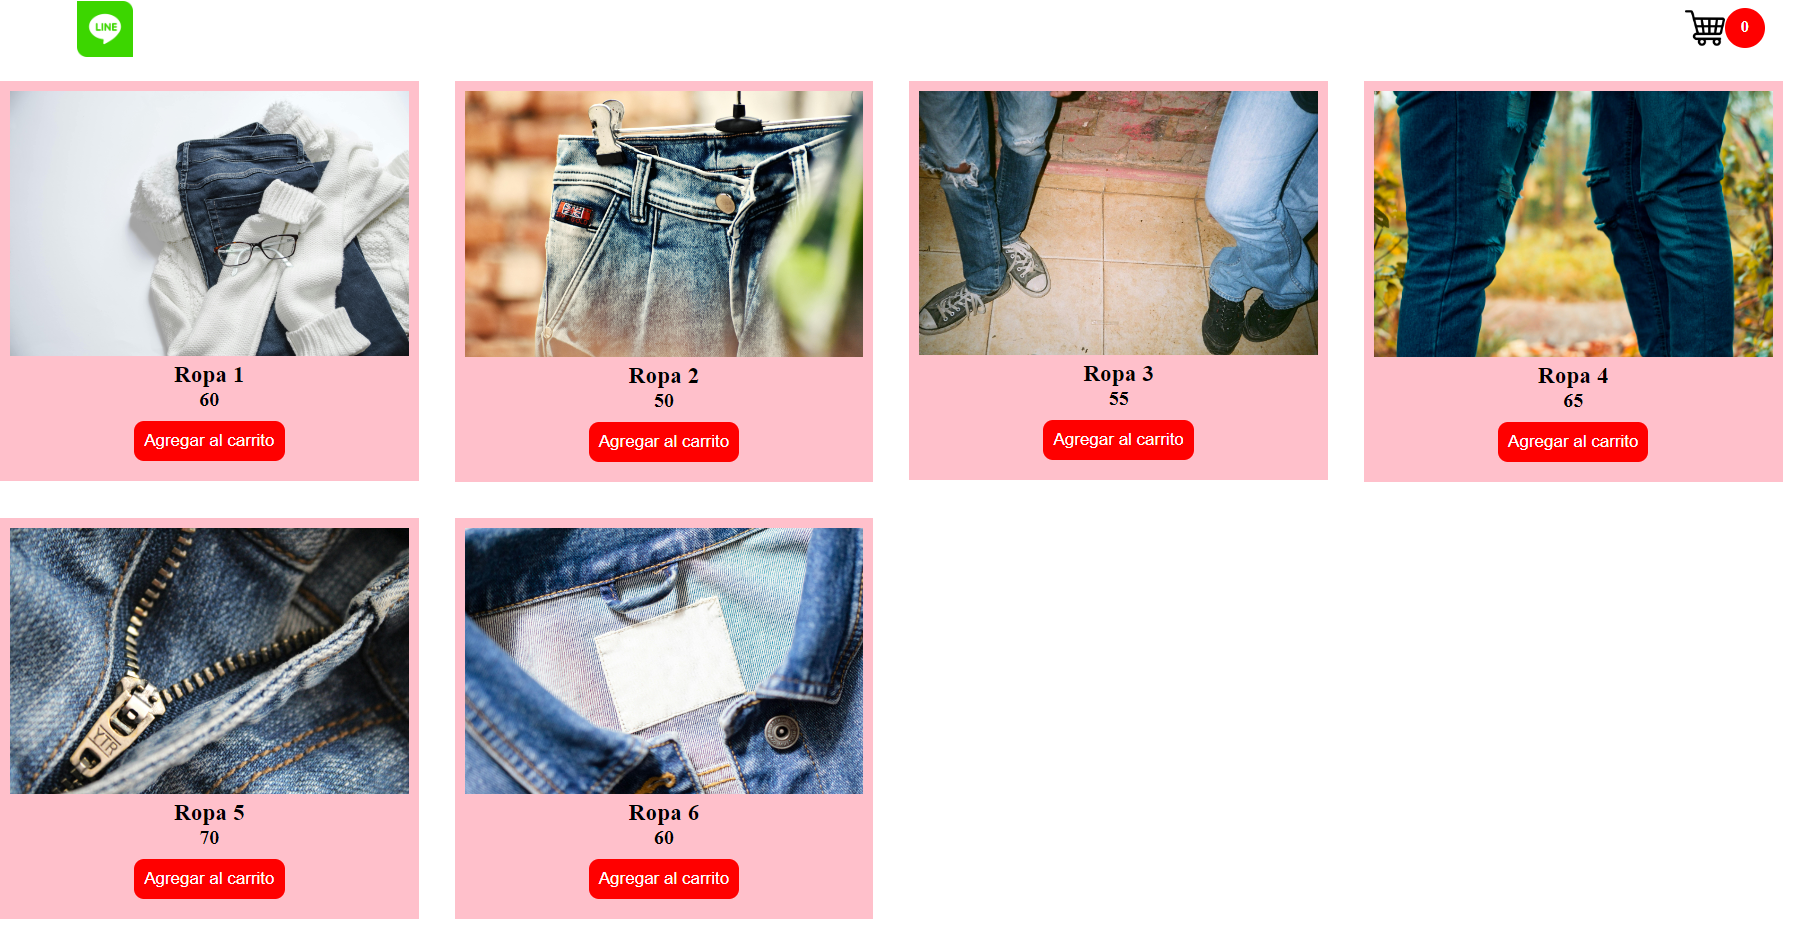 LINE
0
Ropa 1
60
Agregar al carrito
Ropa 2
50
Agregar al carrito
Ropa 3
55
Agregar al carrito
Ropa 4
65
Agregar al carrito
YTR
Ropa 5
70
Agregar al carrito
Ropa 6
60
Agregar al carrito